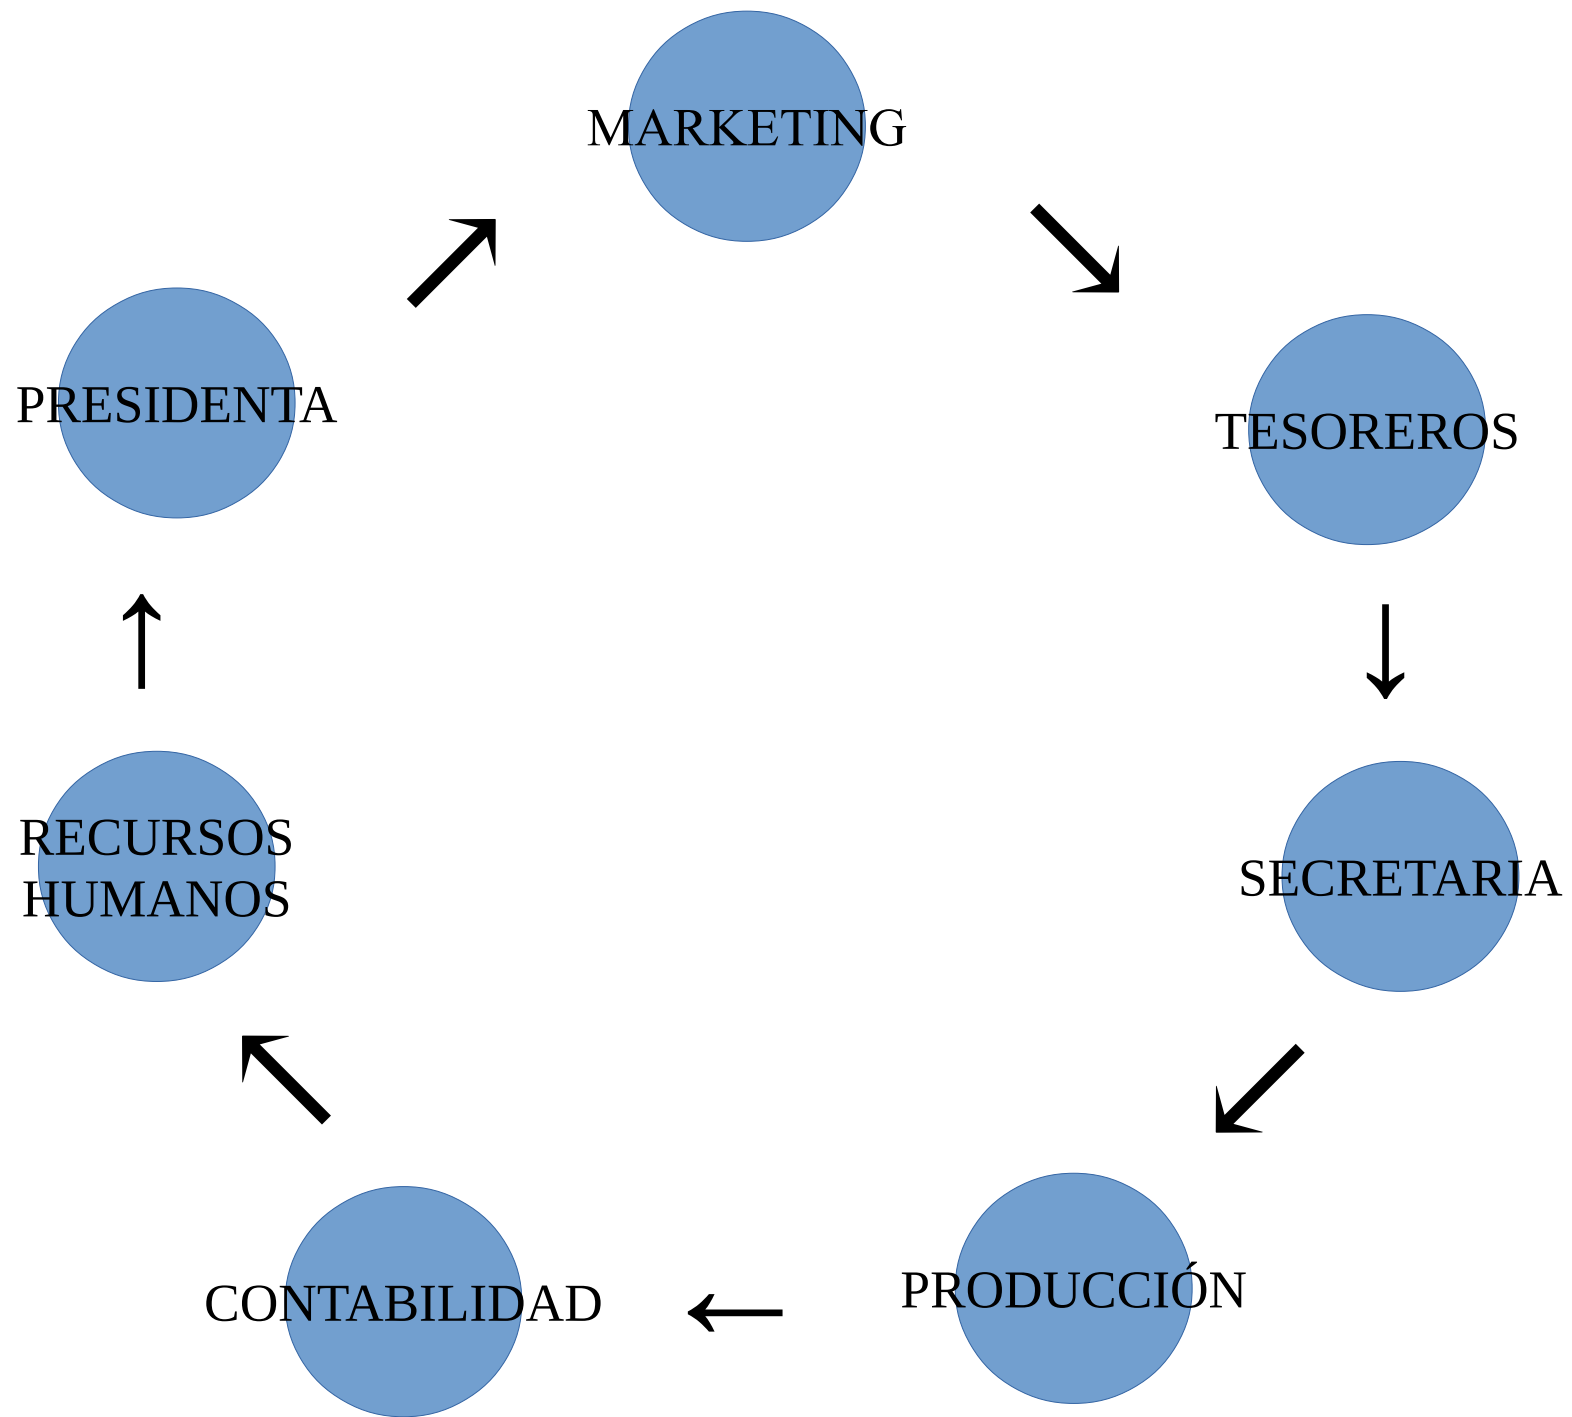 MARKETING
PRESIDENTA
TESOREROS
RECURSOS
HUMANOS
SECRETARIA
PRODUCCIÓN
CONTABILIDAD